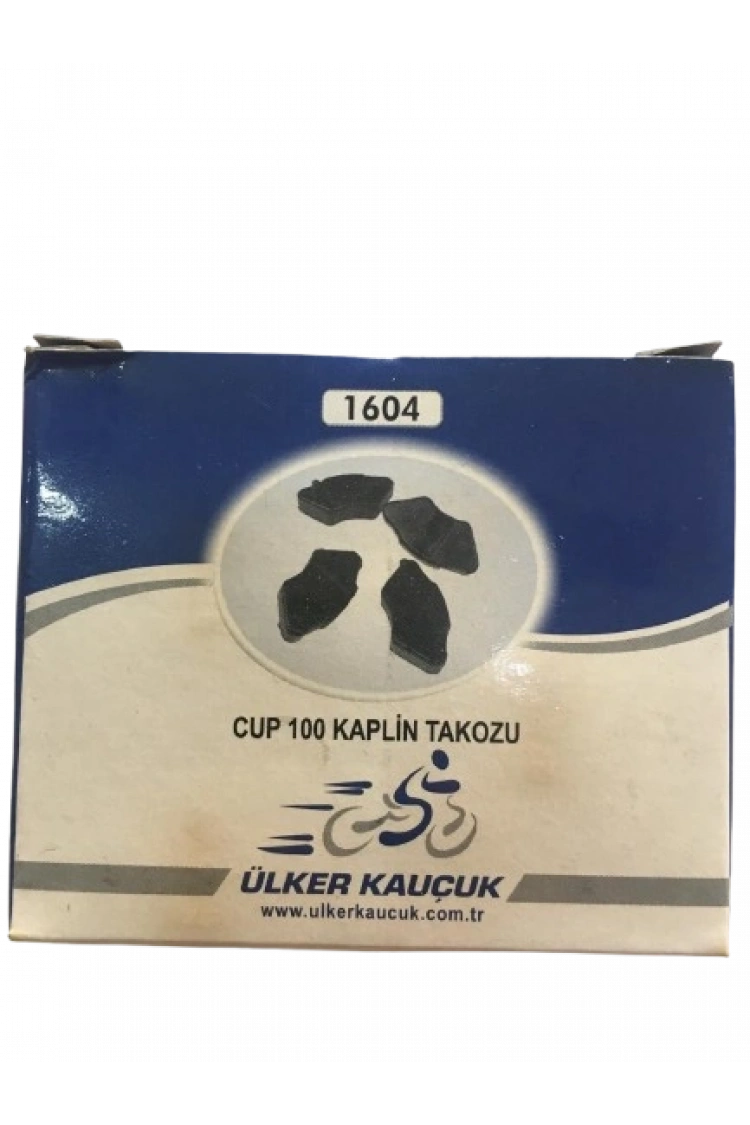 1604
CUP 100 KAPLİN TAKOZU
ÜLKER KAUÇUK
www.ulkerkaucuk.com.tr